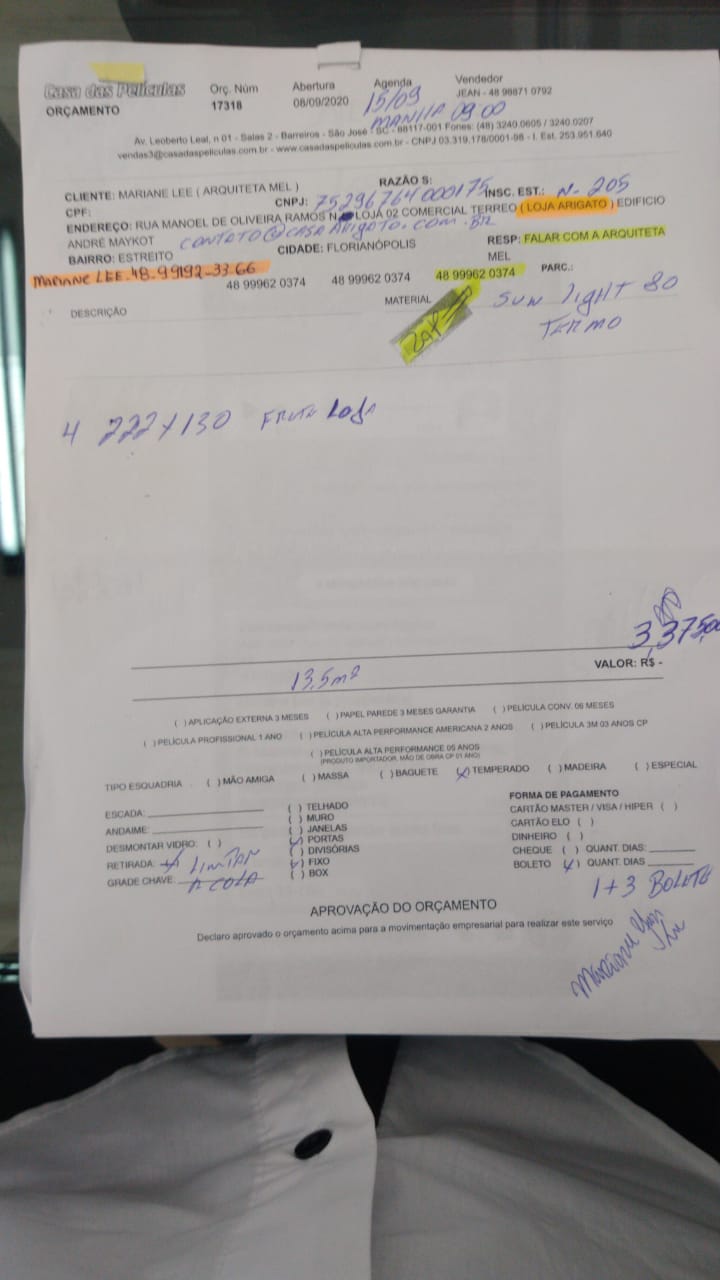 Casa das Películas
ORÇAMENTO
Orç. Núm
17318
Abertura
08/09/2020
Agenda
15/09
MANHÃ 09:00
Vendedor
JEAN - 48 98871 0792
Av. Leoberto Leal, n 01 - Salas 2 - Barreiros - São José - SC - 88117-001 Fones: (48) 3240.0605 / 3240.0207
vendas3@casadaspeliculas.com.br - www.casadaspeliculas.com.br - CNPJ 03.319.178/0001-98 - I. Est. 253.951.640
CLIENTE: MARIANE LEE ( ARQUITETA MEL )
RAZÃO S:
CPF:
CNPJ: 75296764000175
INSC. EST.: N- 205
ENDEREÇO: RUA MANOEL DE OLIVEIRA RAMOS N LOJA 02 COMERCIAL TERREO ( LOJA ARIGATO ) EDIFICIO
ANDRÉ MAYKOT
CONTATO@CASAARIGATO.COM.BR
BAIRRO: ESTREITO
CIDADE: FLORIANÓPOLIS
RESP: FALAR COM A ARQUITETA
MEL
MARIANE LEE-48-99192-3366
48 99962 0374 48 99962 0374 48 99962 0374
PARC.:
DESCRIÇÃO
MATERIAL
ZAP
SUN LIGHT 80
TERMO
4 222X130
LOJA
3.375,00
VALOR: R$ -
13,5m²
( ) APLICAÇÃO EXTERNA 3 MESES ( ) PAPEL PAREDE 3 MESES GARANTIA ( ) PELÍCULA CONV. 06 MESES
( ) PELÍCULA PROFISSIONAL 1 ANO ( ) PELÍCULA ALTA PERFORMANCE AMERICANA 2 ANOS ( ) PELÍCULA 3M 03 ANOS CP
( ) PELÍCULA ALTA PERFORMANCE 05 ANOS
(PRODUTO IMPORTADOR, MÃO DE OBRA CP 01 ANO)
TIPO ESQUADRIA ( ) MÃO AMIGA ( ) MASSA ( ) BAGUETE (x) TEMPERADO ( ) MADEIRA ( ) ESPECIAL
ESCADA:
ANDAIME:
DESMONTAR VIDRO: ( )
RETIRADA: LIMPAR
GRADE CHAVE: A COLA
( ) TELHADO
( ) MURO
( ) JANELAS
(x) PORTAS
( ) DIVISÓRIAS
(x) FIXO
( ) BOX
FORMA DE PAGAMENTO
CARTÃO MASTER / VISA / HIPER ( )
CARTÃO ELO ( )
DINHEIRO ( )
CHEQUE ( ) QUANT. DIAS:
BOLETO (x) QUANT. DIAS
1+3 BOLETO
APROVAÇÃO DO ORÇAMENTO
Declaro aprovado o orçamento acima para a movimentação empresarial para realizar este serviço
Mariane